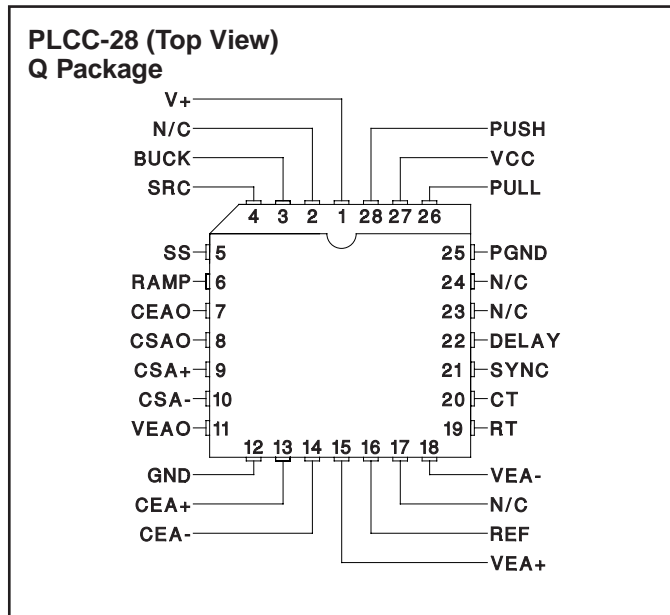 PLCC-28 (Top View)
Q Package
V+
N/C
BUCK
SRC
PUSH
VCC
PULL
4 3 2 1 28 27 26
SS 5
RAMP 6
CEAO 7
CSAO 8
CSA+ 9
CSA- 10
VEAO 11
25 PGND
24 N/C
23 N/C
22 DELAY
21 SYNC
20 CT
19 RT
12 13 14 15 16 17 18
GND
CEA+
CEA-
VEA-
N/C
REF
VEA+